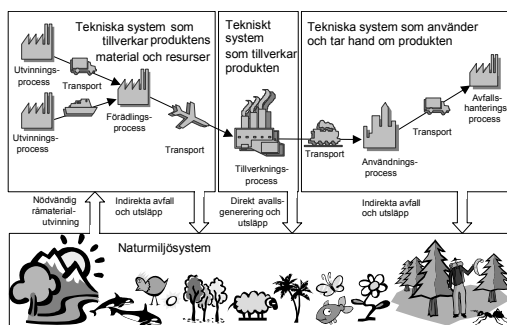 Tekniska system som
tillverkar produktens
material och resurser
Utvinnings-
process
Transport
Utvinnings-
process
Förädlings-
process
Transport
Tekniskt
system
som tillverkar
produkten
Tillverknings-
process
Tekniska system som använder
och tar hand om produkten
Transport
Användnings-
process
Transport
Avfalls-
hanterings
process
Nödvändig
råmaterial-
utvinning
Indirekta avfall
och utsläpp
Direkt avalls-
generering och
utsläpp
Indirekta avfall
och utsläpp
Naturmiljösystem